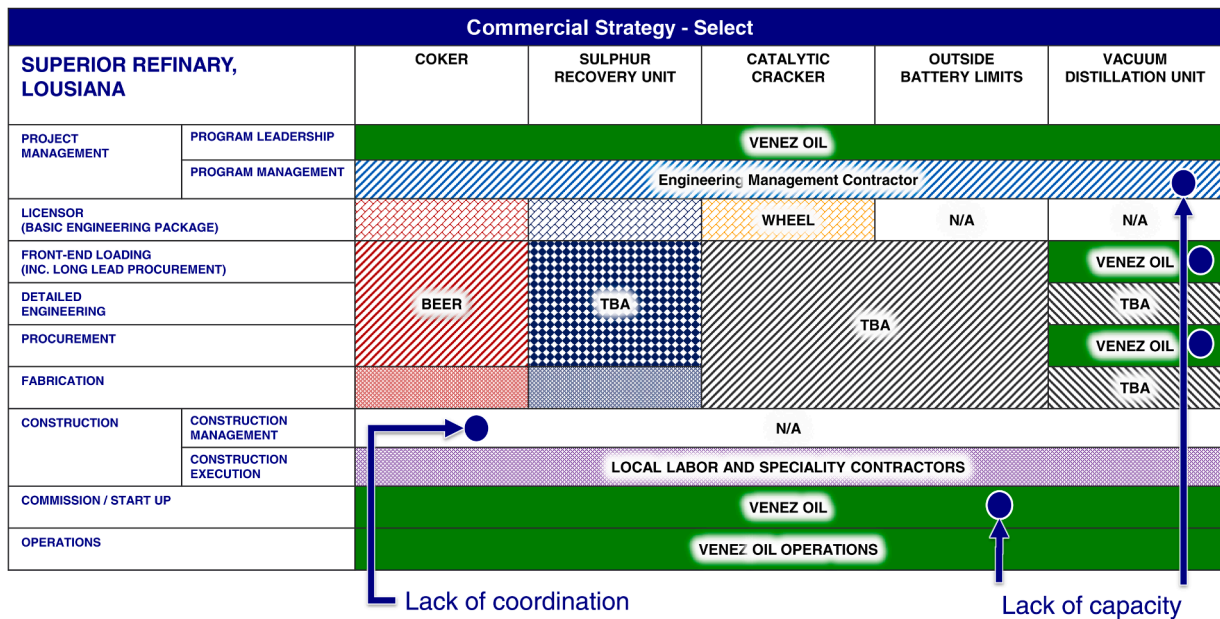 Commercial Strategy - Select
SUPERIOR REFINARY,
LOUSIANA
COKER
SULPHUR
RECOVERY UNIT
CATALYTIC
CRACKER
OUTSIDE
BATTERY LIMITS
VACUUM
DISTILLATION UNIT
PROJECT
MANAGEMENT
PROGRAM LEADERSHIP
VENEZ OIL
PROGRAM MANAGEMENT
Engineering Management Contractor
LICENSOR
(BASIC ENGINEERING PACKAGE)
WHEEL
N/A
N/A
FRONT-END LOADING
(INC. LONG LEAD PROCUREMENT)
VENEZ OIL
DETAILED
ENGINEERING
BEER
TBA
TBA
TBA
PROCUREMENT
VENEZ OIL
FABRICATION
TBA
CONSTRUCTION
CONSTRUCTION
MANAGEMENT
N/A
CONSTRUCTION
EXECUTION
LOCAL LABOR AND SPECIALITY CONTRACTORS
COMMISSION / START UP
VENEZ OIL
OPERATIONS
VENEZ OIL OPERATIONS
Lack of coordination
Lack of capacity